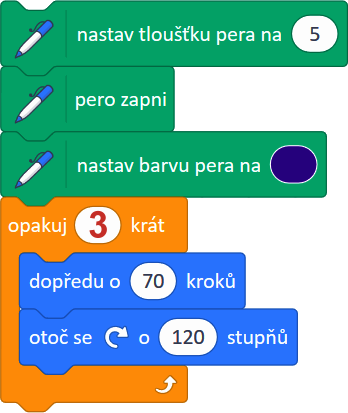 nastav tloušťku pera na 5
pero zapni
nastav barvu pera na
opakuj 3 krát
dopředu o 70 kroků
otoč se o 120 stupňů